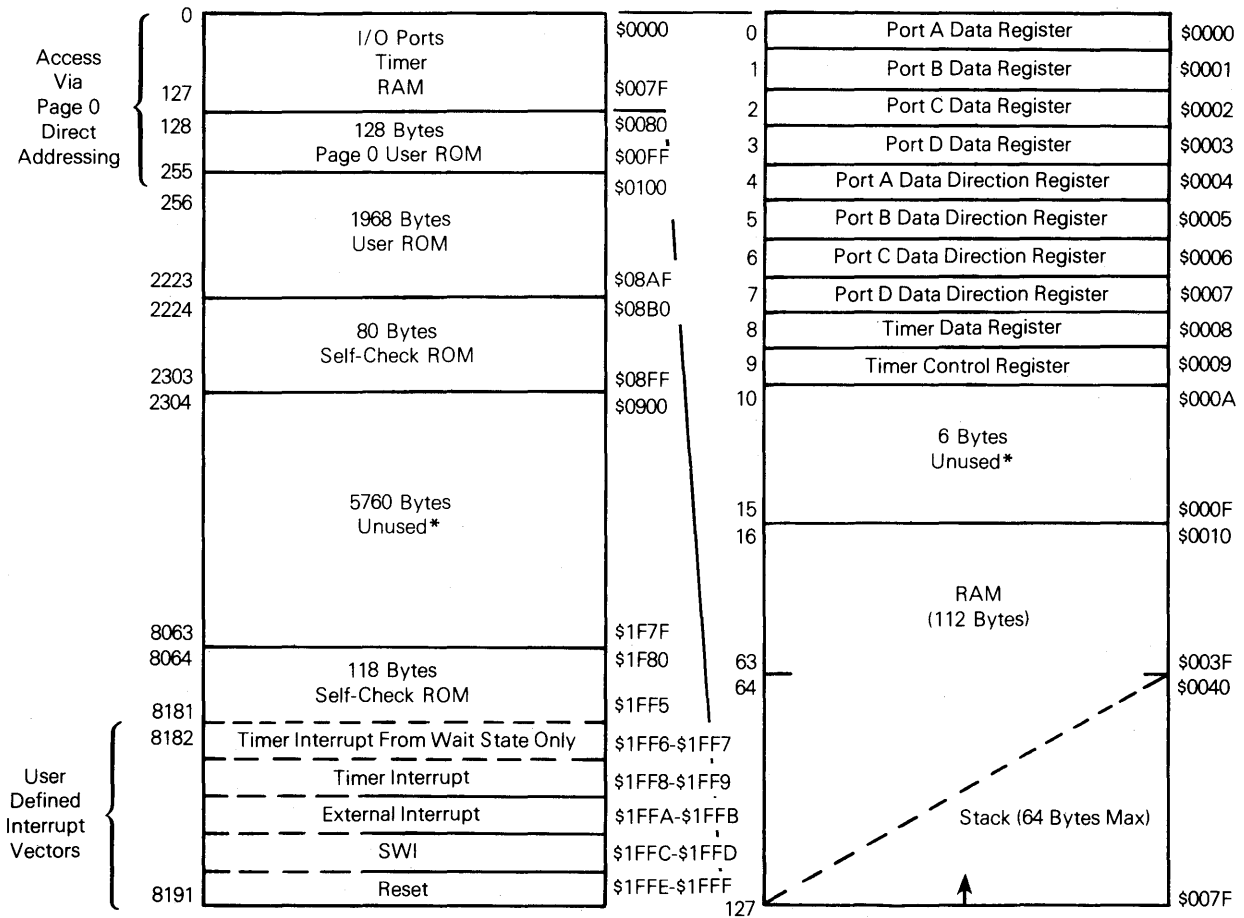 Access
Via
Page 0
Direct
Addressing
0
I/O Ports
Timer
RAM
$0000
127
$007F
128
128 Bytes
Page 0 User ROM
$0080
255
$00FF
256
1968 Bytes
User ROM
$0100
2223
$08AF
2224
80 Bytes
Self-Check ROM
$08B0
2303
$08FF
2304
$0900
5760 Bytes
Unused*
8063
$1F7F
8064
118 Bytes
Self-Check ROM
$1F80
8181
$1FF5
User
Defined
Interrupt
Vectors
8182
Timer Interrupt From Wait State Only
$1FF6-$1FF7
Timer Interrupt
$1FF8-$1FF9
External Interrupt
$1FFA-$1FFB
SWI
$1FFC-$1FFD
8191
Reset
$1FFE-$1FFF
0
Port A Data Register
$0000
1
Port B Data Register
$0001
2
Port C Data Register
$0002
3
Port D Data Register
$0003
4
Port A Data Direction Register
$0004
5
Port B Data Direction Register
$0005
6
Port C Data Direction Register
$0006
7
Port D Data Direction Register
$0007
8
Timer Data Register
$0008
9
Timer Control Register
$0009
10
$000A
6 Bytes
Unused*
15
$000F
16
$0010
RAM
(112 Bytes)
63
$003F
64
$0040
Stack (64 Bytes Max)
127
$007F